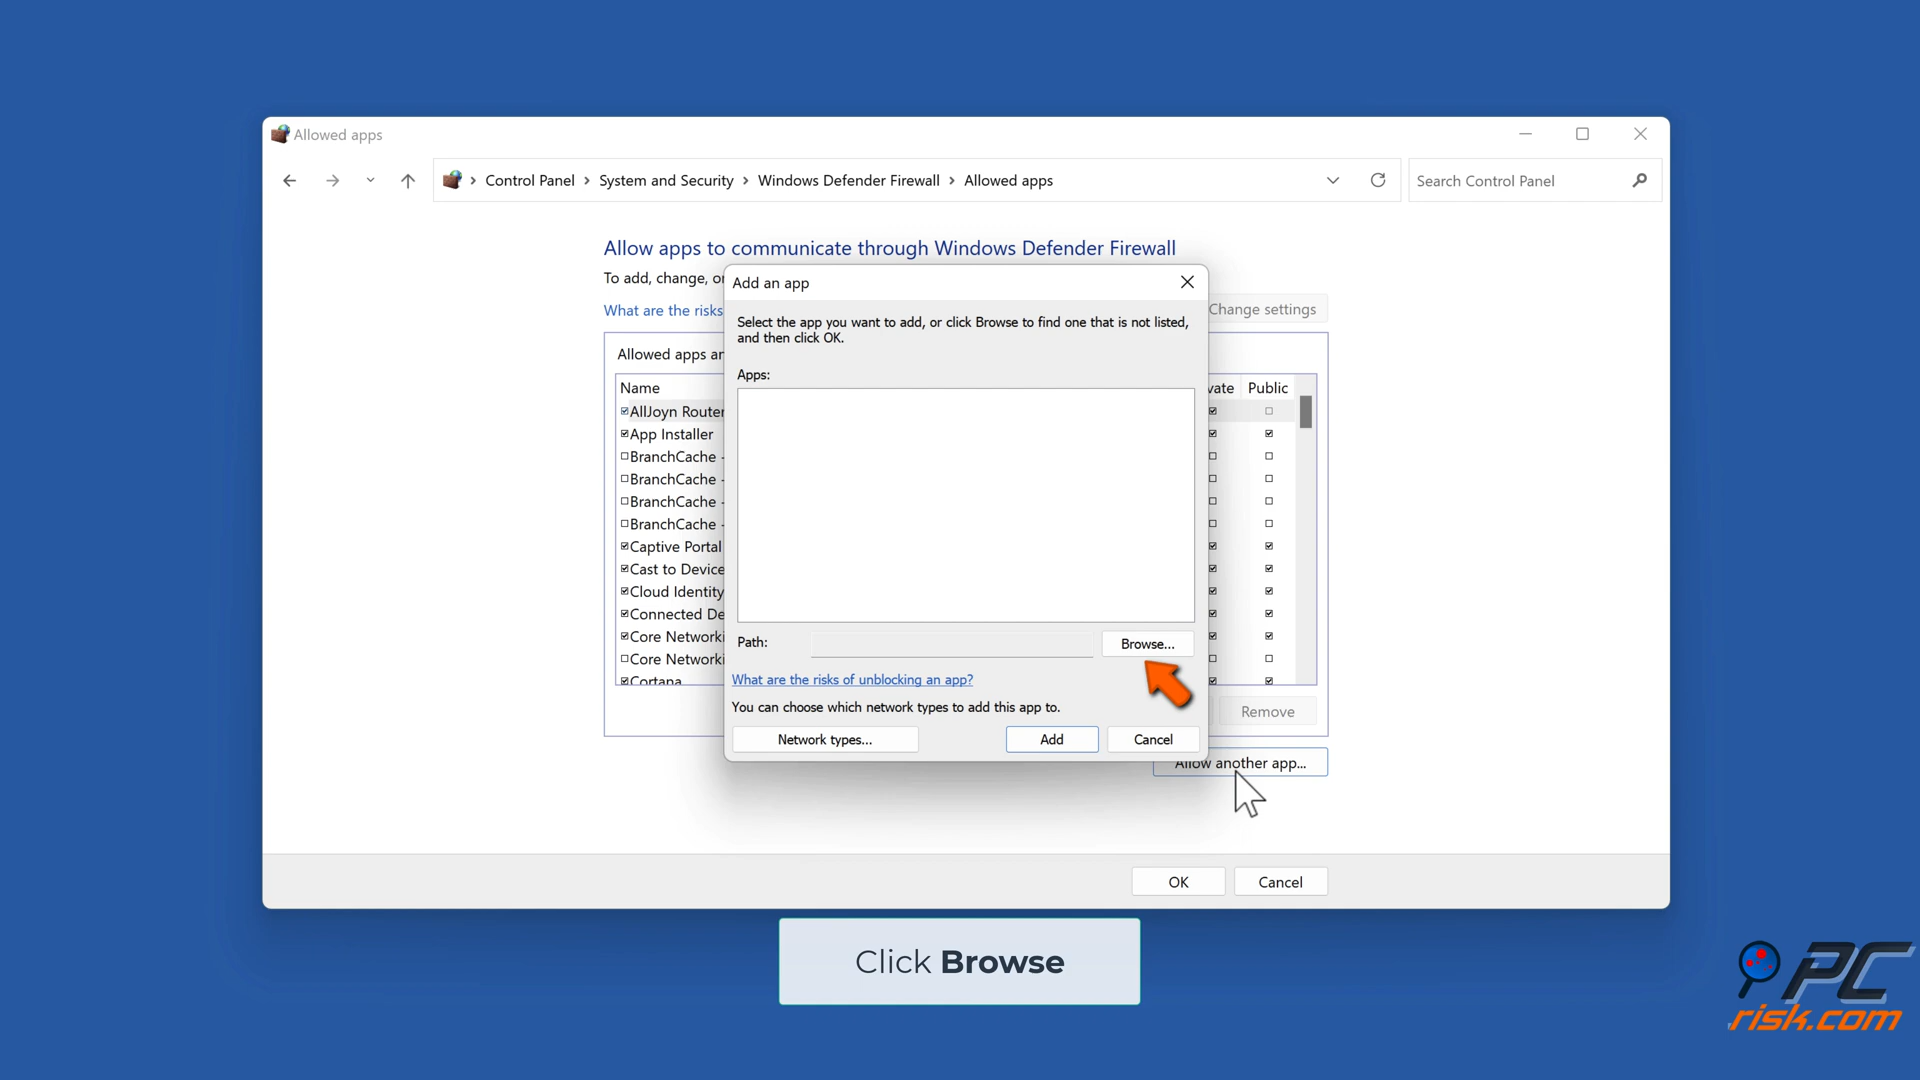 Allowed apps
Control Panel > System and Security > Windows Defender Firewall > Allowed apps
Search Control Panel
Allow apps to communicate through Windows Defender Firewall
To add, change, or
What are the risks
Change settings
Add an app
Select the app you want to add, or click Browse to find one that is not listed,
and then click OK.
Apps:
Allowed apps an
Name
vate Public
AllJoyn Router
App Installer
BranchCache -
BranchCache -
BranchCache -
BranchCache -
Captive Portal
Cast to Device
Cloud Identity
Connected De
Core Networki
Core Networki
Cortana
Path:
Browse...
What are the risks of unblocking an app?
You can choose which network types to add this app to.
Network types...
Add
Cancel
Remove
Allow another app...
OK
Cancel
Click Browse
PC
risk.com